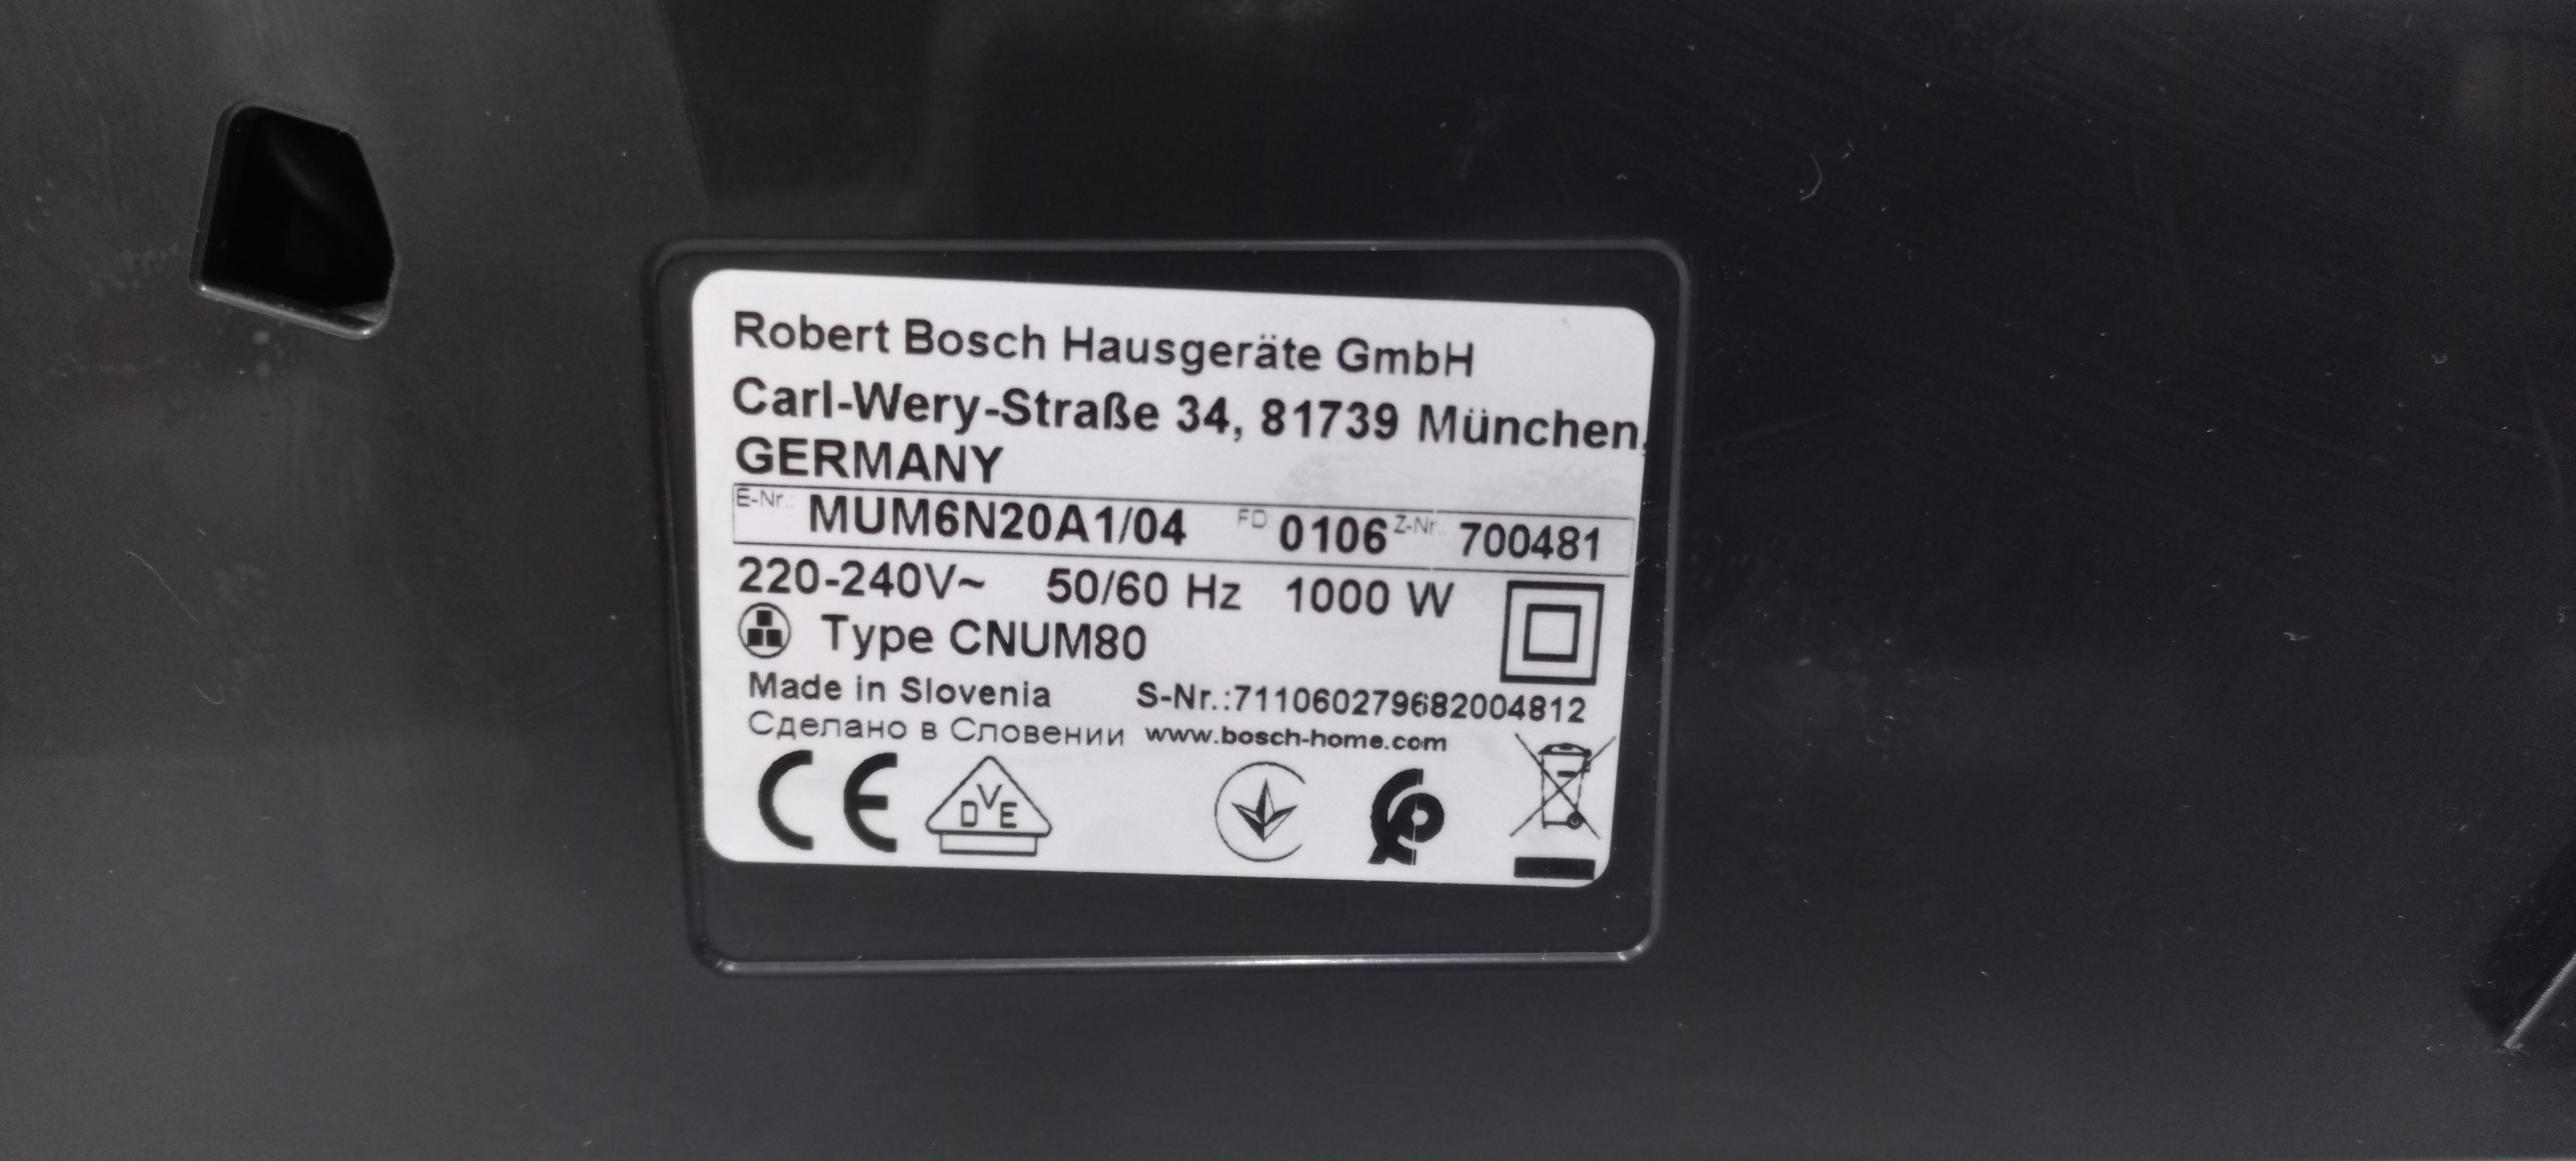 Robert Bosch Hausgeräte GmbH
Carl-Wery-Straße 34, 81739 München,
GERMANY
E-Nr.: MUM6N20A1/04 FD 0106 Z-Nr. 700481
220-240V~ 50/60 Hz 1000 W
Type CNUM80
Made in Slovenia S-Nr.:711060279682004812
Сделано в Словении www.bosch-home.com
CE DVE